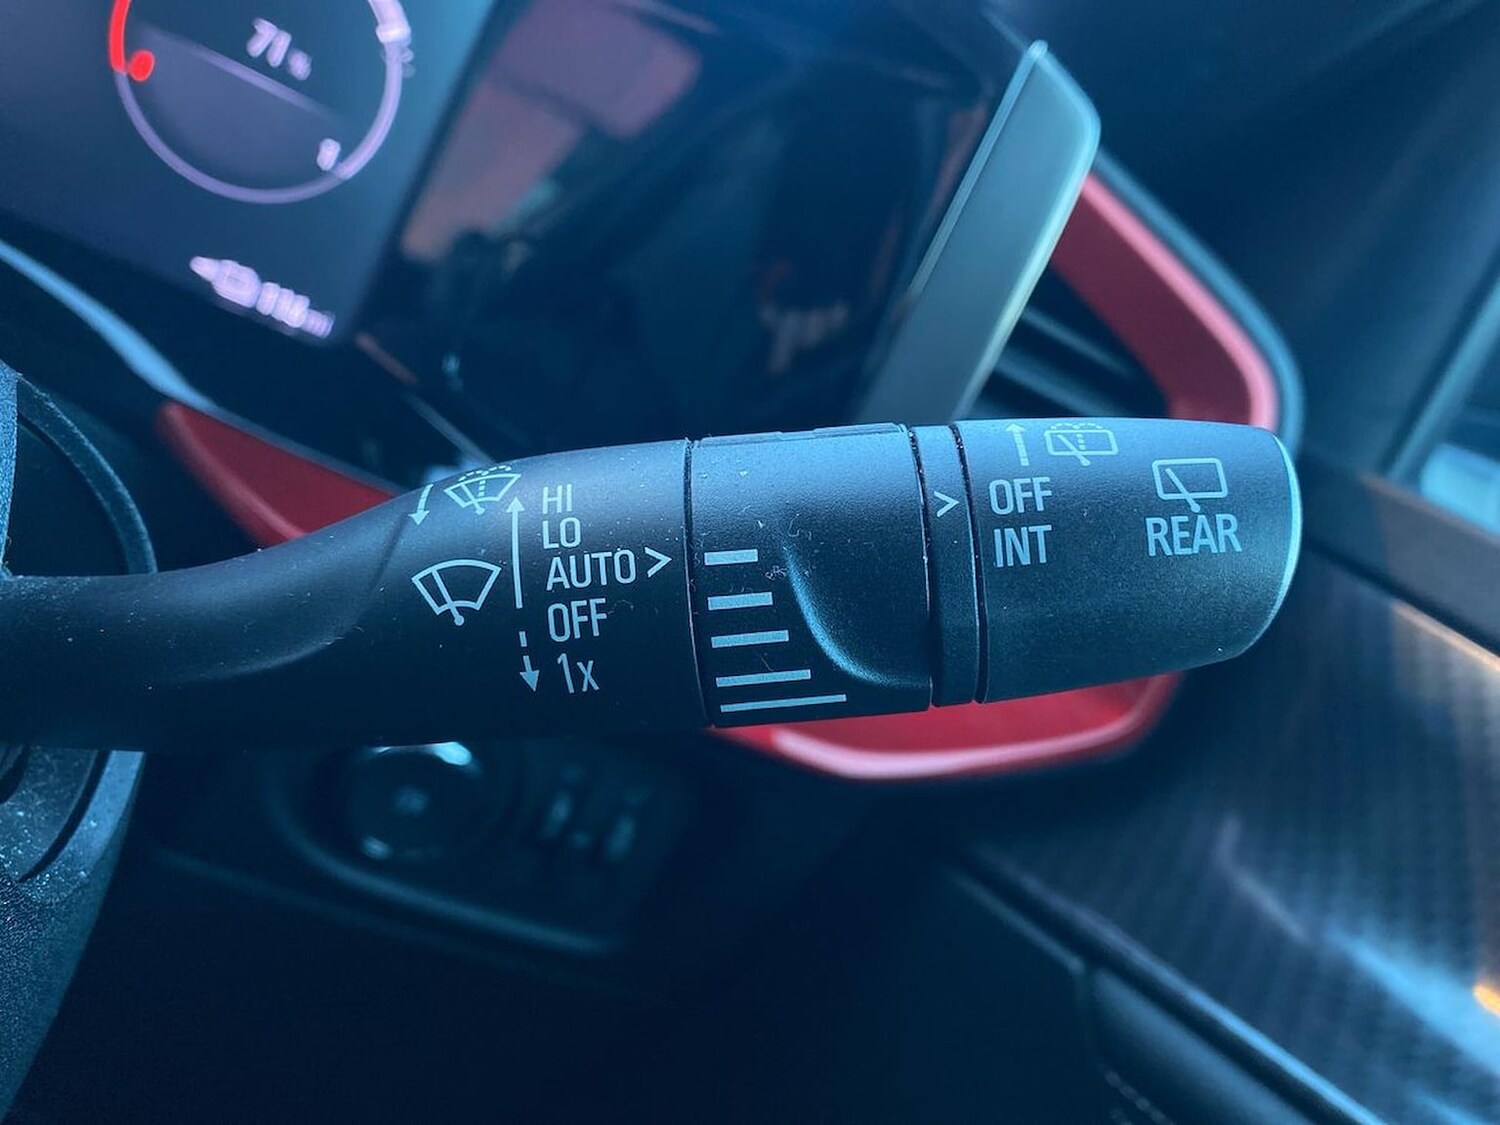 HI
LO
AUTO >
OFF
1x
>
OFF
INT
REAR